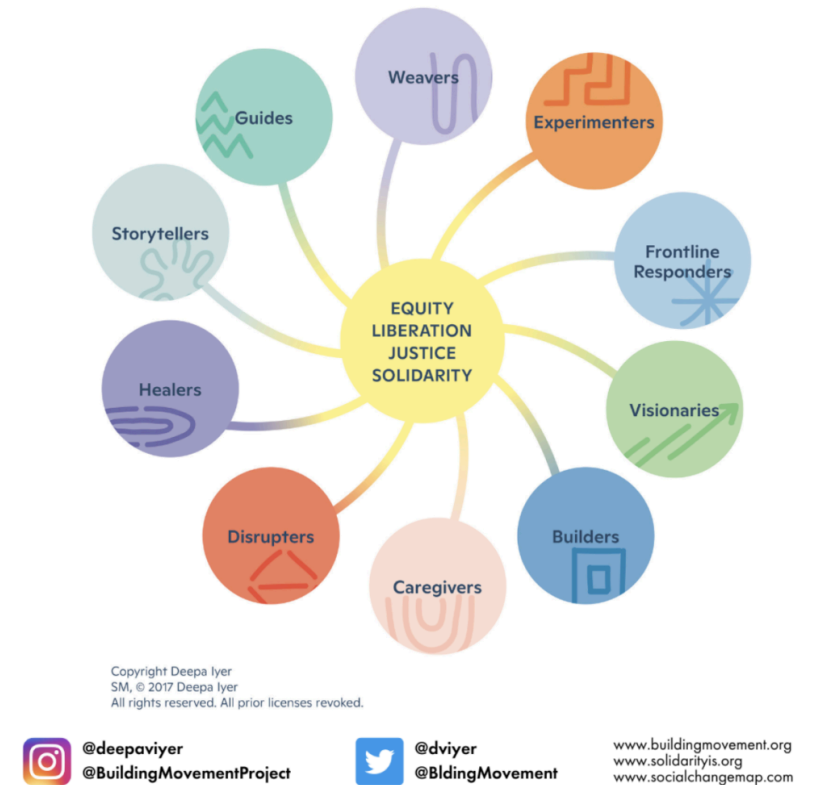 Weavers
Experimenters
Guides
Frontline
Responders
Storytellers
EQUITY
LIBERATION
JUSTICE
SOLIDARITY
Healers
Visionaries
Disrupters
Builders
Caregivers
Copyright Deepa Iyer
SM, © 2017 Deepa Iyer
All rights reserved. All prior licenses revoked.
@deepaviyer
@BuildingMovementProject
@dviyer
@BldingMovement
www.buildingmovement.org
www.solidarityis.org
www.socialchangemap.com